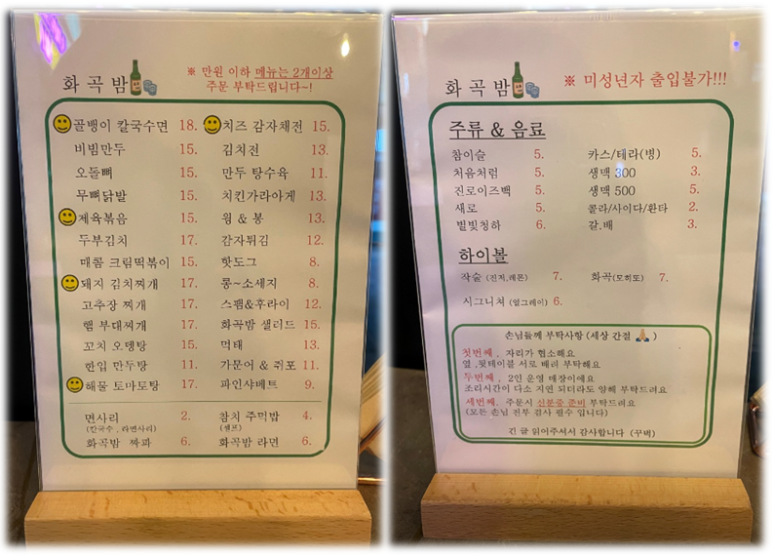 화곡밤
※ 만원 이하 메뉴는 2개이상
주문 부탁드립니다~!
골뱅이 칼국수면 18.
비빔만두 15.
오돌뼈 15.
무뼈닭발 15.
제육볶음 15.
두부김치 17.
매콤 크림떡볶이 15.
돼지 김치찌개 17.
고추장 찌개 17.
햄 부대찌개 17.
꼬치 오뎅탕 15.
한입 만두탕 11.
해물 토마토탕 17.
치즈 감자채전 15.
김치전 13.
만두 탕수육 11.
치킨가라아게 13.
윙 & 봉 13.
감자튀김 12.
핫도그 8.
콩~소세지 8.
스팸&후라이 12.
화곡밤 샐러드 15.
먹태 13.
가문어 & 쥐포 11.
파인샤베트 9.
면사리 2.
(칼국수 , 라면사리)
화곡밤 짜파 6.
참치 주먹밥 4.
(셀프)
화곡밤 라면 6.
화곡밤
※ 미성년자 출입불가!!!
주류 & 음료
참이슬 5.
처음처럼 5.
진로이즈백 5.
새로 5.
별빛청하 6.
카스/테라(병) 5.
생맥 300 3.
생맥 500 5.
콜라/사이다/환타 2.
갈.배 3.
하이볼
작술 (진저,레몬) 7.
화곡(모히또) 7.
시그니쳐 (얼그레이) 6.
손님들께 부탁사항 (세상 간절 🙏 )
첫번째 , 자리가 협소해요
옆 ,뒷테이블 서로 배려 부탁해요
두번째 , 2인 운영 매장이에요
조리시간이 다소 지연 되더라도 양해 부탁드려요
세번째. 주문시 신분증 준비 부탁드려요
(모든 손님 전부 검사 필수 입니다)
긴 글 읽어주셔서 감사합니다 (꾸벅)